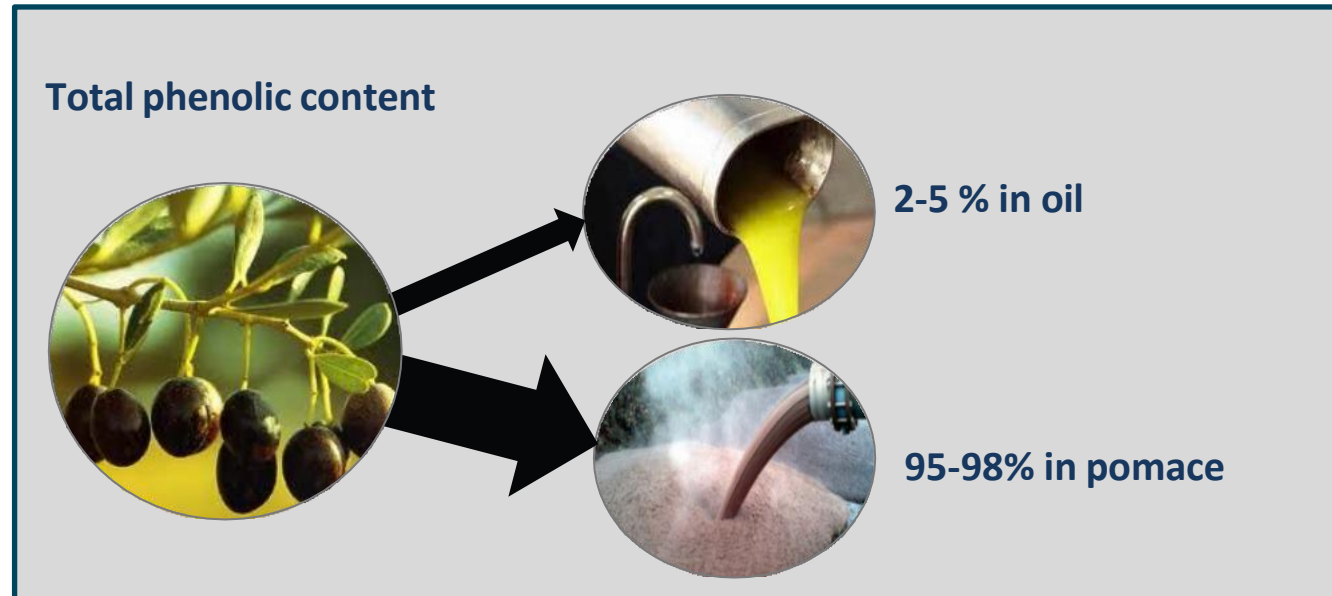 Total phenolic content
2-5 % in oil
95-98% in pomace